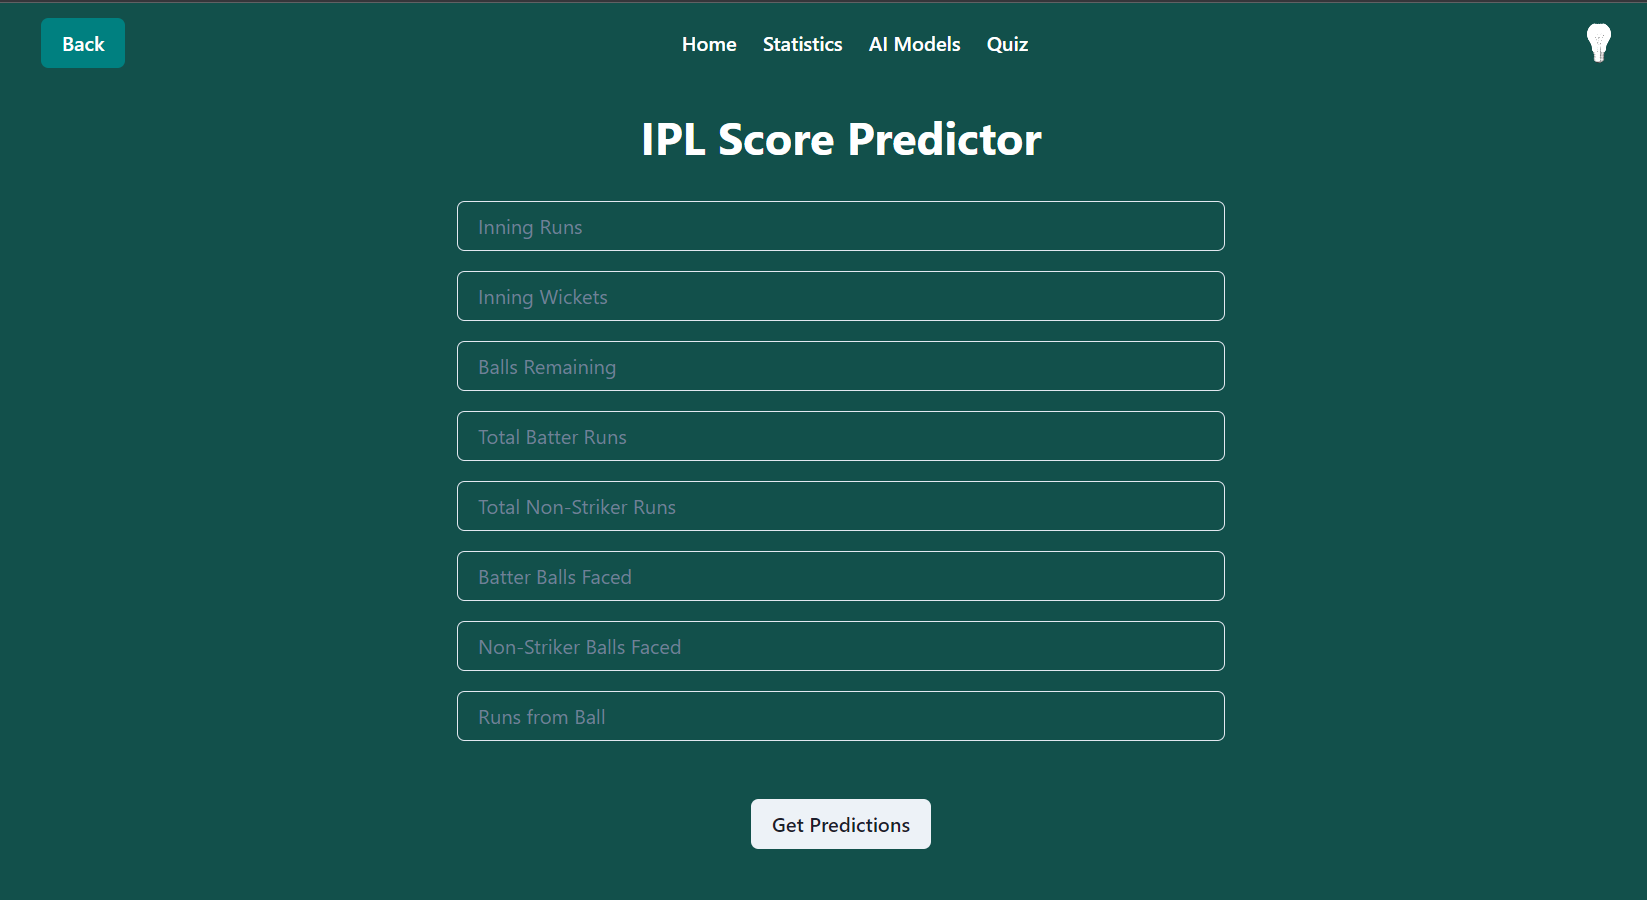 Back
Home Statistics AI Models Quiz
IPL Score Predictor
Inning Runs
Inning Wickets
Balls Remaining
Total Batter Runs
Total Non-Striker Runs
Batter Balls Faced
Non-Striker Balls Faced
Runs from Ball
Get Predictions